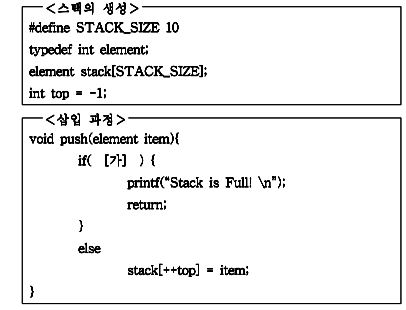 <스택의 생성>
#define STACK_SIZE 10
typedef int element;
element stack[STACK_SIZE];
int top = -1;
<삽입 과정>
void push(element item){
if( [가] ) {
printf("Stack is Full! \n");
return;
}
else
stack[++top] = item;
}